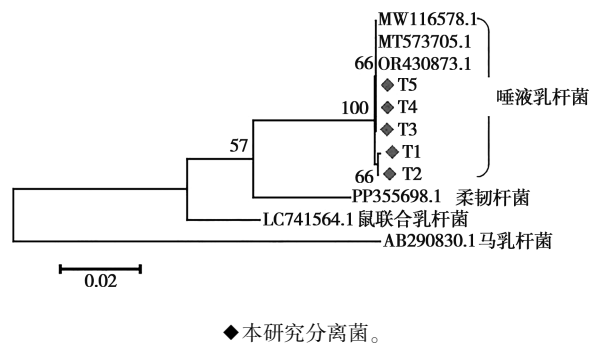 MW116578.1
MT573705.1
66 OR430873.1
T5
唾液乳杆菌
100 T4
T3
57 T1
66 T2
PP355698.1 柔韧杆菌
LC741564.1 鼠联合乳杆菌
AB290830.1 马乳杆菌
0.02
◆本研究分离菌。